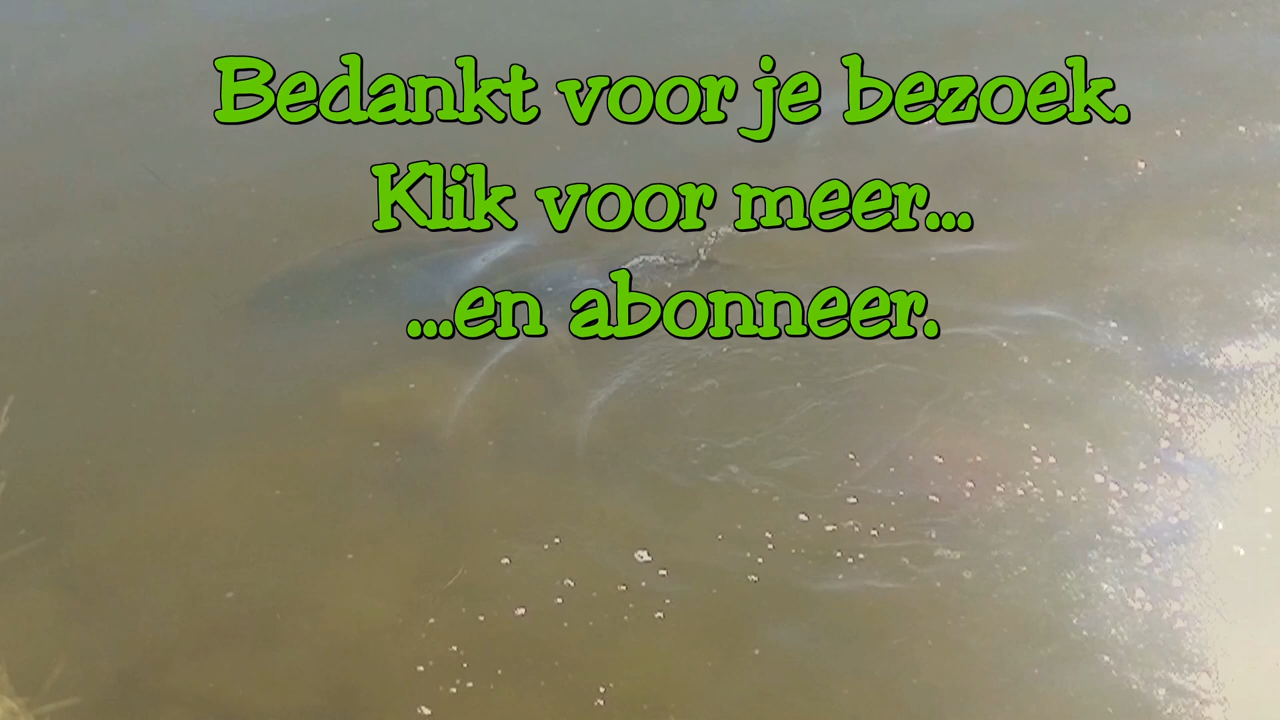 Bedankt voor je bezoek.
Klik voor meer...
...en abonneer.